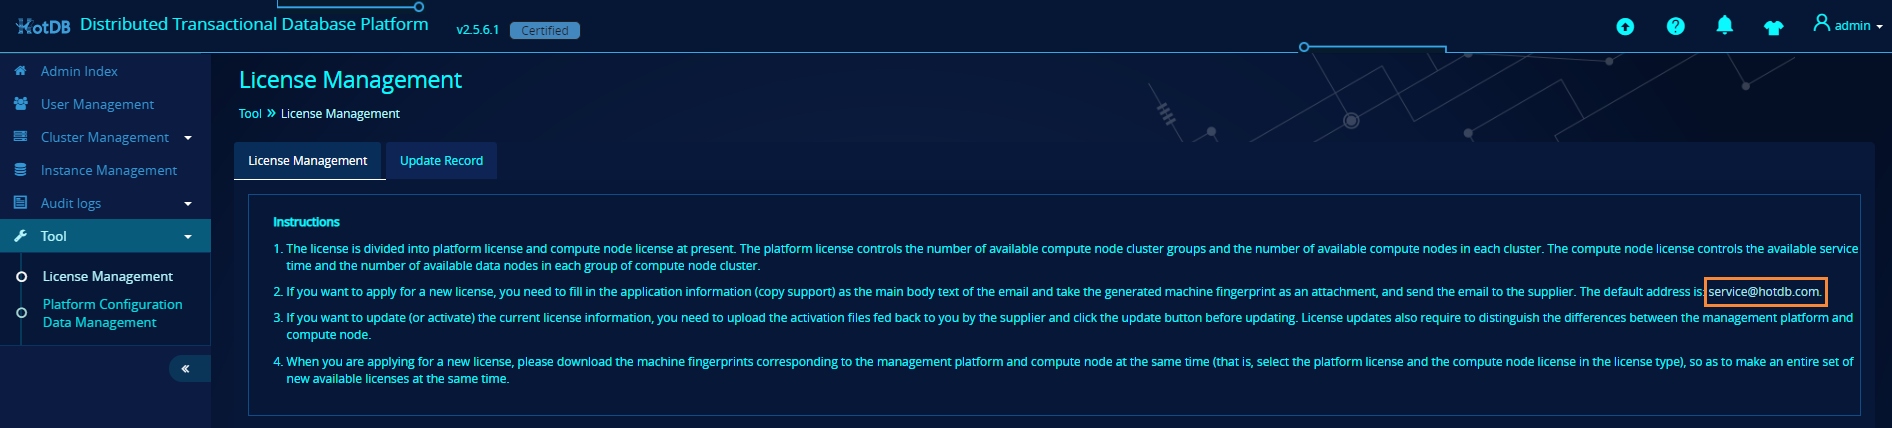 HotDB Distributed Transactional Database Platform v2.5.6.1 Certified admin
Admin Index
User Management
Cluster Management
Instance Management
Audit logs
Tool
License Management
Platform Configuration
Data Management
License Management
Tool » License Management
License Management Update Record
Instructions
1. The license is divided into platform license and compute node license at present. The platform license controls the number of available compute node cluster groups and the number of available compute nodes in each cluster. The compute node license controls the available service
time and the number of available data nodes in each group of compute node cluster.
2. If you want to apply for a new license, you need to fill in the application information (copy support) as the main body text of the email and take the generated machine fingerprint as an attachment, and send the email to the supplier. The default address is: service@hotdb.com.
3. If you want to update (or activate) the current license information, you need to upload the activation files fed back to you by the supplier and click the update button before updating. License updates also require to distinguish the differences between the management platform and
compute node.
4. When you are applying for a new license, please download the machine fingerprints corresponding to the management platform and compute node at the same time (that is, select the platform license and the compute node license in the license type), so as to make an entire set of
new available licenses at the same time.